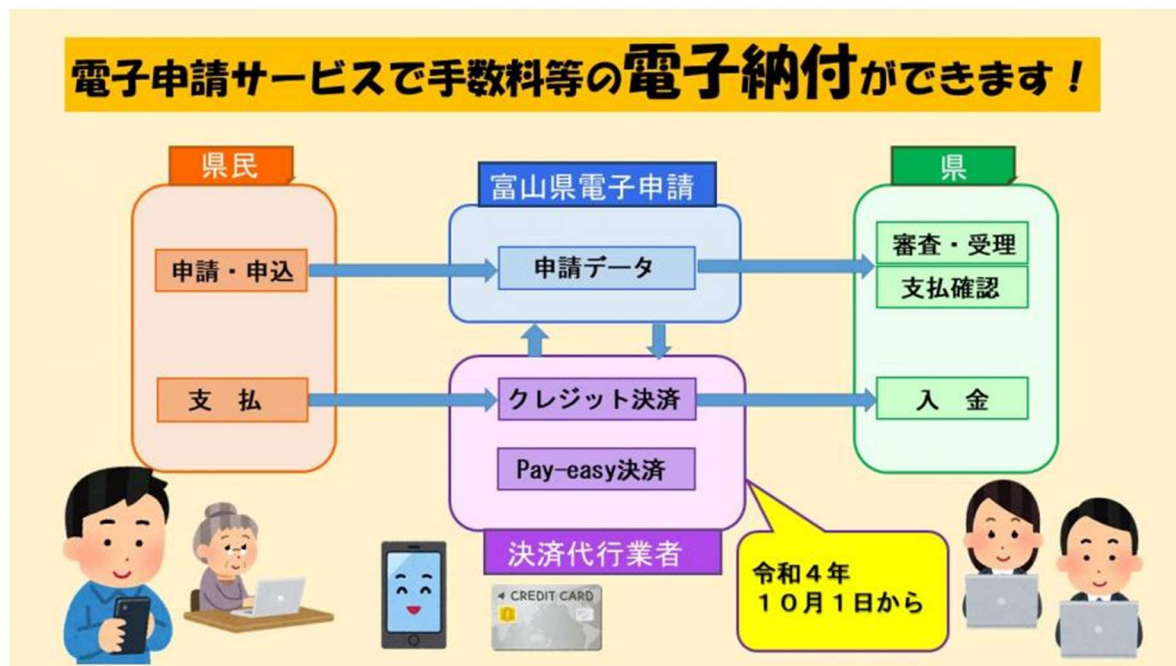 電子申請サービスで手数料等の電子納付ができます！
県民
富山県電子申請
県
申請・申込
申請データ
審査・受理
支払確認
支　払
クレジット決済
入　金
Pay-easy決済
決済代行業者
令和４年
１０月１日から
CREDIT CARD